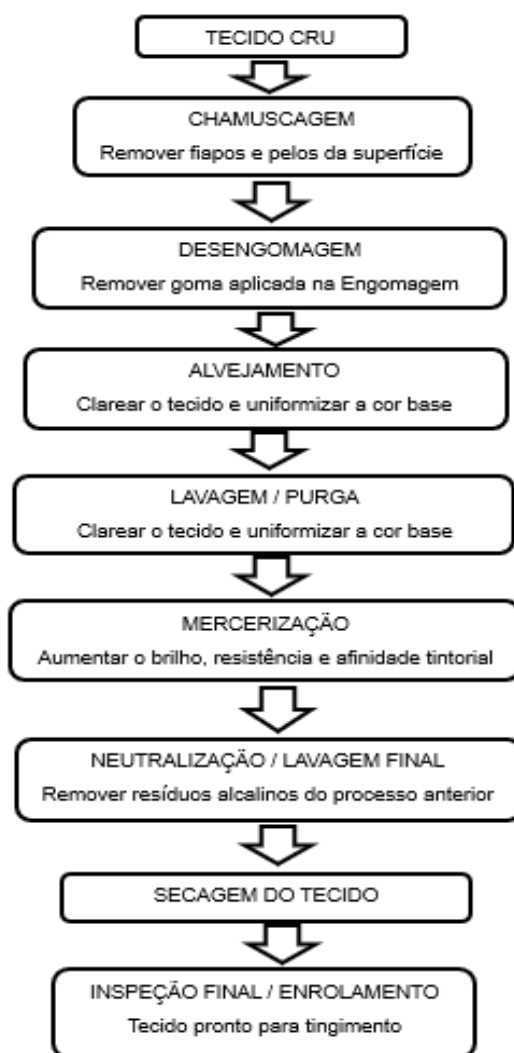 TECIDO CRU
CHAMUSCAGEM
Remover fiapos e pelos da superfície
DESENGOMAGEM
Remover goma aplicada na Engomagem
ALVEJAMENTO
Clarear o tecido e uniformizar a cor base
LAVAGEM / PURGA
Clarear o tecido e uniformizar a cor base
MERCERIZAÇÃO
Aumentar o brilho, resistência e afinidade tintorial
NEUTRALIZAÇÃO / LAVAGEM FINAL
Remover resíduos alcalinos do processo anterior
SECAGEM DO TECIDO
INSPEÇÃO FINAL / ENROLAMENTO
Tecido pronto para tingimento